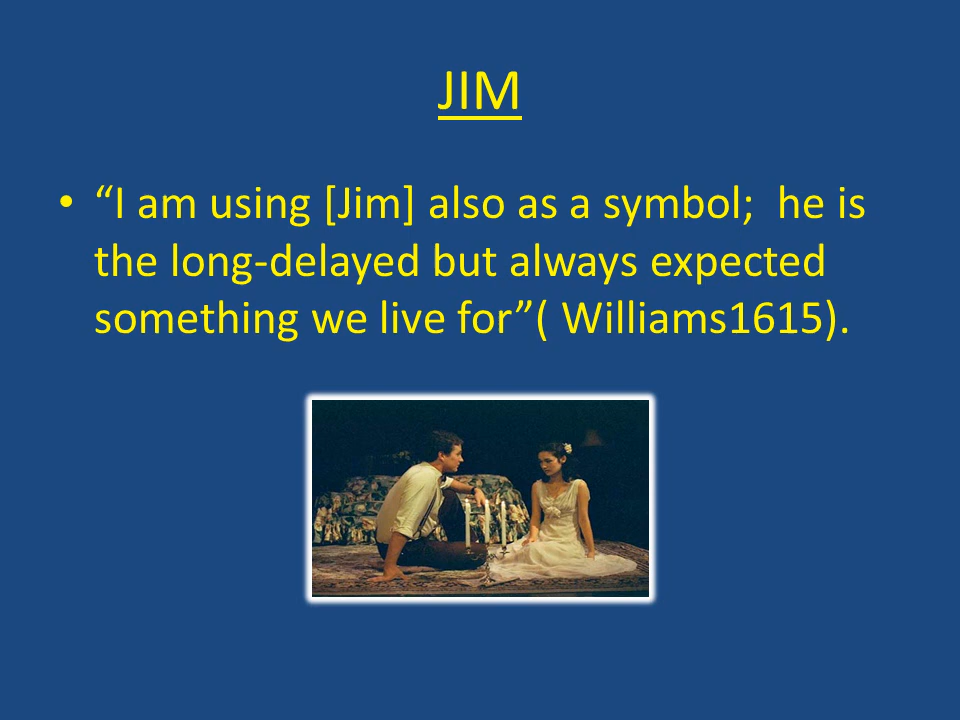 JIM
• “I am using [Jim] also as a symbol;  he is
the long-delayed but always expected
something we live for”( Williams1615).